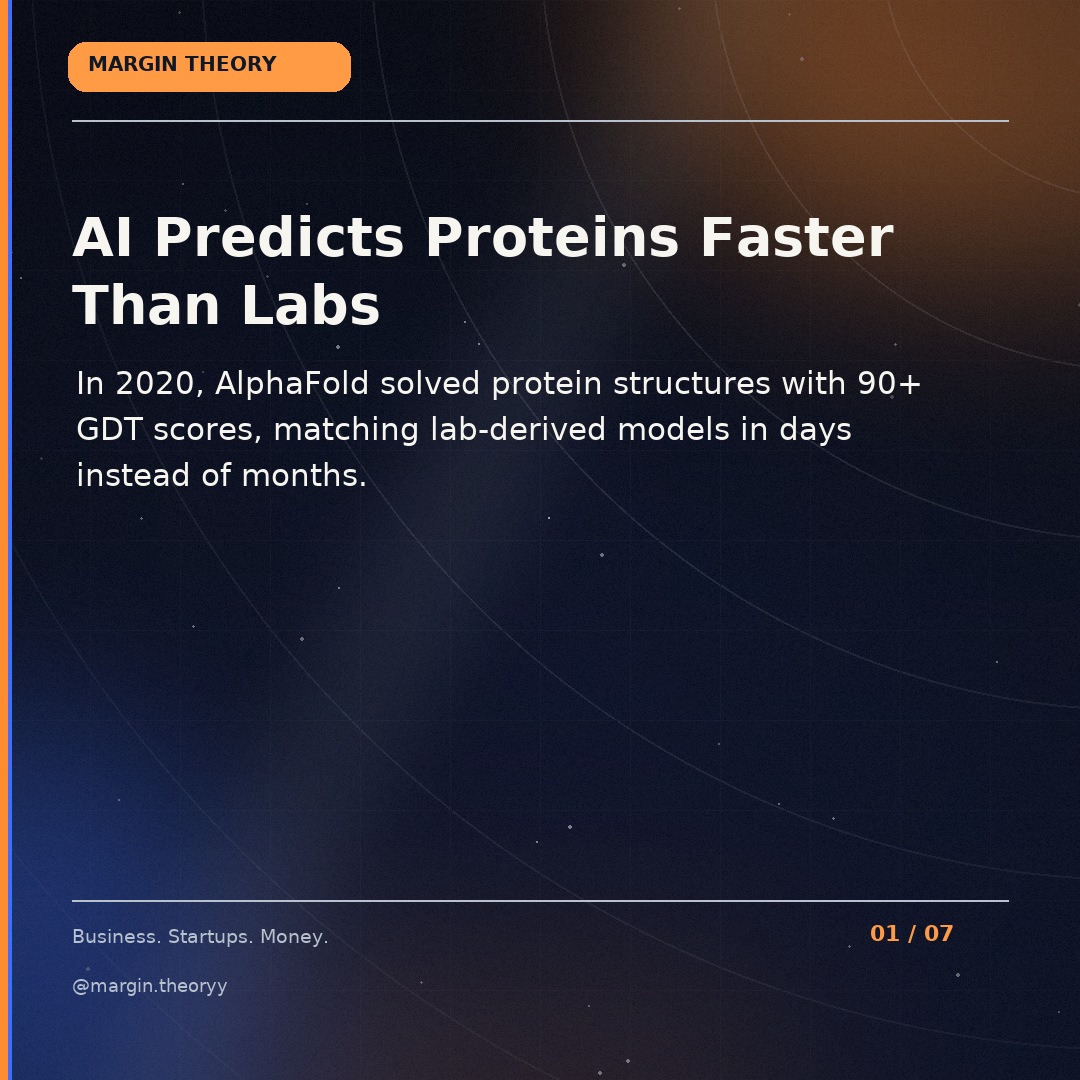 MARGIN THEORY
AI Predicts Proteins Faster
Than Labs
In 2020, AlphaFold solved protein structures with 90+
GDT scores, matching lab-derived models in days
instead of months.
Business. Startups. Money.
01 / 07
@margin.theoryy